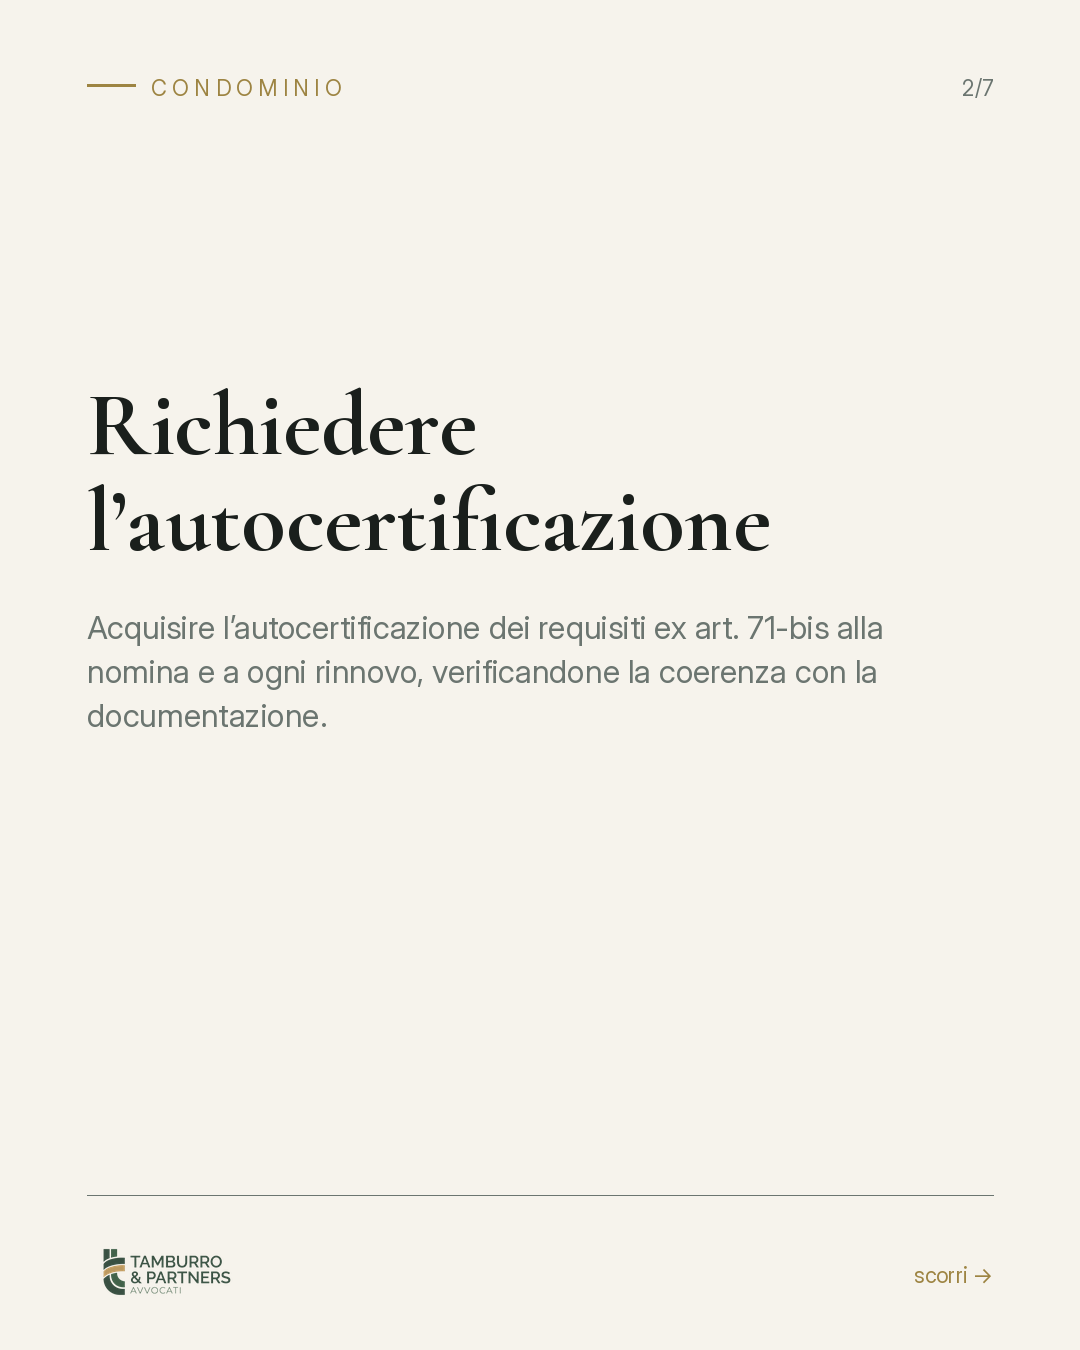 CONDOMINIO
2/7
Richiedere
l’autocertificazione
Acquisire l’autocertificazione dei requisiti ex art. 71-bis alla
nomina e a ogni rinnovo, verificandone la coerenza con la
documentazione.
TAMBURRO
& PARTNERS
AVVOCATI
scorri →